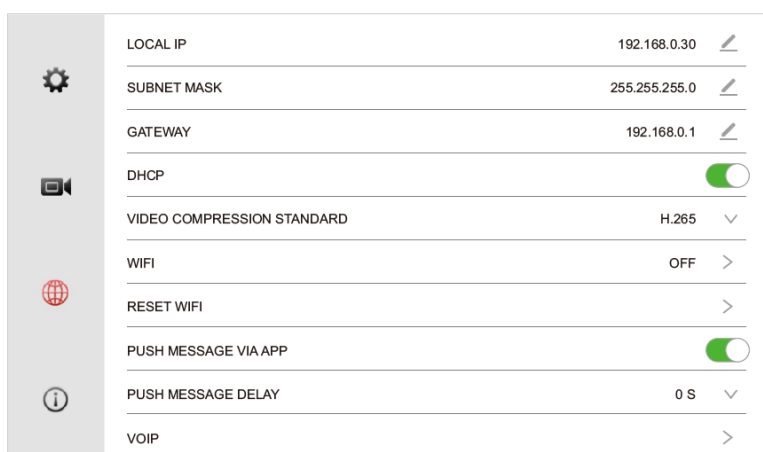 LOCAL IP 192.168.0.30
SUBNET MASK 255.255.255.0
GATEWAY 192.168.0.1
DHCP
VIDEO COMPRESSION STANDARD H.265
WIFI OFF
RESET WIFI
PUSH MESSAGE VIA APP
PUSH MESSAGE DELAY 0 S
VOIP